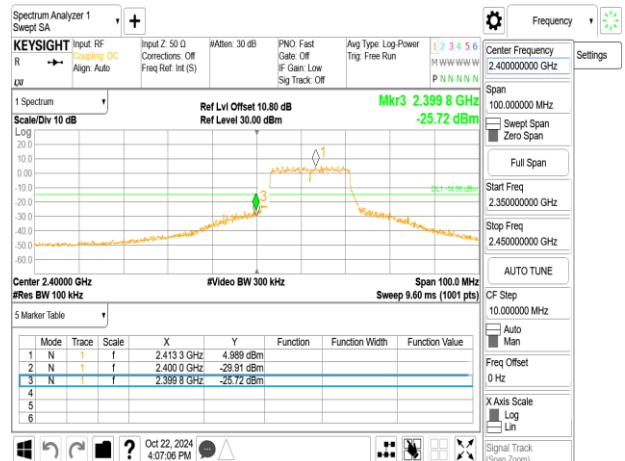 Spectrum Analyzer 1
Swept SA
Frequency
KEYSIGHT
R
LXI
Input: RF
Coupling: DC
Align: Auto
Input Z: 50 Ω
Corrections: Off
Freq Ref: Int (S)
#Atten: 30 dB
PNO: Fast
Gate: Off
IF Gain: Low
Sig Track: Off
Avg Type: Log-Power
Trig: Free Run
1 2 3 4 5 6
M W W W W W
P N N N N N
1 Spectrum
Scale/Div 10 dB
Ref Lvl Offset 10.80 dB
Ref Level 30.00 dBm
Mkr3 2.399 8 GHz
-25.72 dBm
Log
20.0
10.0
0.00
-10.0
-20.0
-30.0
-40.0
-50.0
-60.0
1
3
Center 2.40000 GHz
#Res BW 100 kHz
#Video BW 300 kHz
Span 100.0 MHz
Sweep 9.60 ms (1001 pts)
5 Marker Table
Mode Trace Scale X Y Function Function Width Function Value
1 N 1 f 2.413 3 GHz 4.989 dBm
2 N 1 f 2.400 0 GHz -29.91 dBm
3 N 1 f 2.399 8 GHz -25.72 dBm
4
5
6
?
Oct 22, 2024
4:07:06 PM
Settings
Center Frequency
2.400000000 GHz
Span
100.000000 MHz
Swept Span
Zero Span
Full Span
Start Freq
2.350000000 GHz
Stop Freq
2.450000000 GHz
AUTO TUNE
CF Step
10.000000 MHz
Auto
Man
Freq Offset
0 Hz
X Axis Scale
Log
Lin
Signal Track
(Span Zoom)